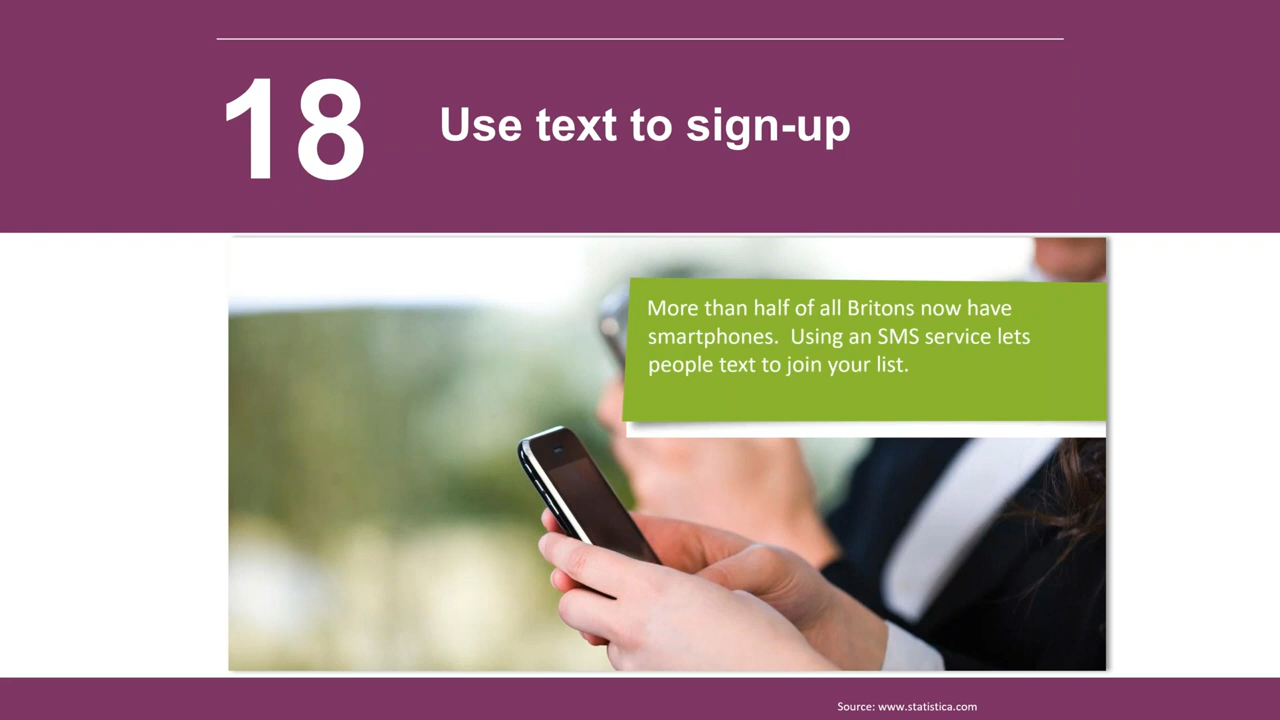 18
Use text to sign-up
More than half of all Britons now have
smartphones.  Using an SMS service lets
people text to join your list.
Source: www.statistica.com